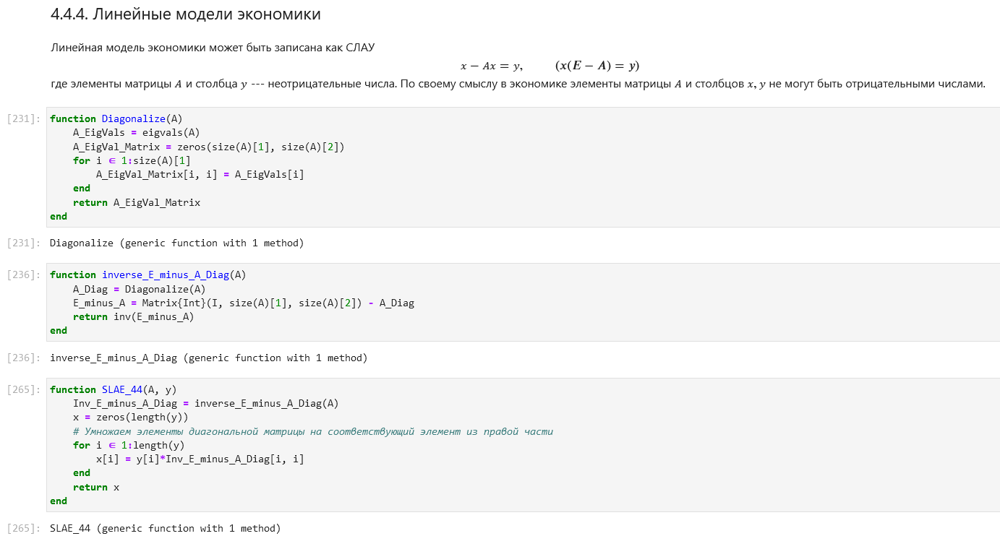 4.4.4. Линейные модели экономики
Линейная модель экономики может быть записана как СЛАУ
x − Ax = y, (x(E − A) = y)
где элементы матрицы A и столбца y --- неотрицательные числа. По своему смыслу в экономике элементы матрицы A и столбцов x, y не могут быть отрицательными числами.
[231]: function Diagonalize(A)
    A_EigVals = eigvals(A)
    A_EigVal_Matrix = zeros(size(A)[1], size(A)[2])
    for i ∈ 1:size(A)[1]
        A_EigVal_Matrix[i, i] = A_EigVals[i]
    end
    return A_EigVal_Matrix
end
[231]: Diagonalize (generic function with 1 method)
[236]: function inverse_E_minus_A_Diag(A)
    A_Diag = Diagonalize(A)
    E_minus_A = Matrix{Int}(I, size(A)[1], size(A)[2]) - A_Diag
    return inv(E_minus_A)
end
[236]: inverse_E_minus_A_Diag (generic function with 1 method)
[265]: function SLAE_44(A, y)
    Inv_E_minus_A_Diag = inverse_E_minus_A_Diag(A)
    x = zeros(length(y))
    # Умножаем элементы диагональной матрицы на соответствующий элемент из правой части
    for i ∈ 1:length(y)
        x[i] = y[i]*Inv_E_minus_A_Diag[i, i]
    end
    return x
end
[265]: SLAE_44 (generic function with 1 method)